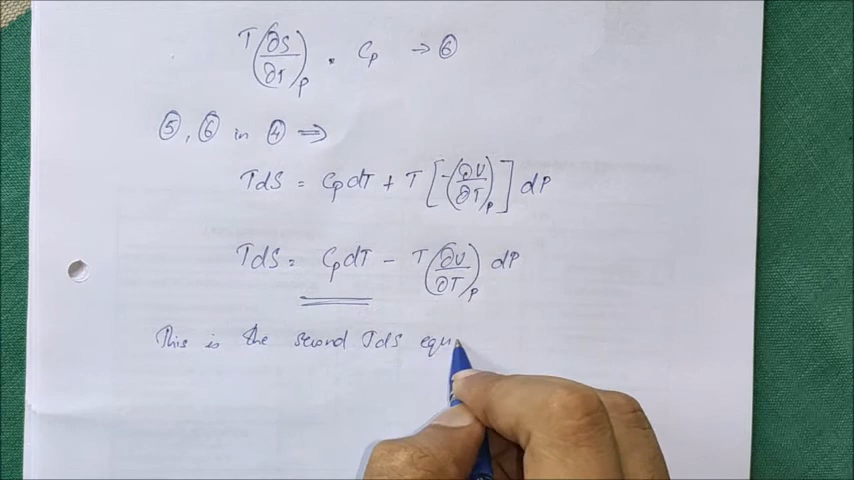 T(∂S/∂T)_P = C_P → ⑥
⑤, ⑥ in ④ ⇒
TdS = C_P dT + T[-(∂V/∂T)_P] dP
TdS = C_P dT - T(∂V/∂T)_P dP
This is the second TdS equ